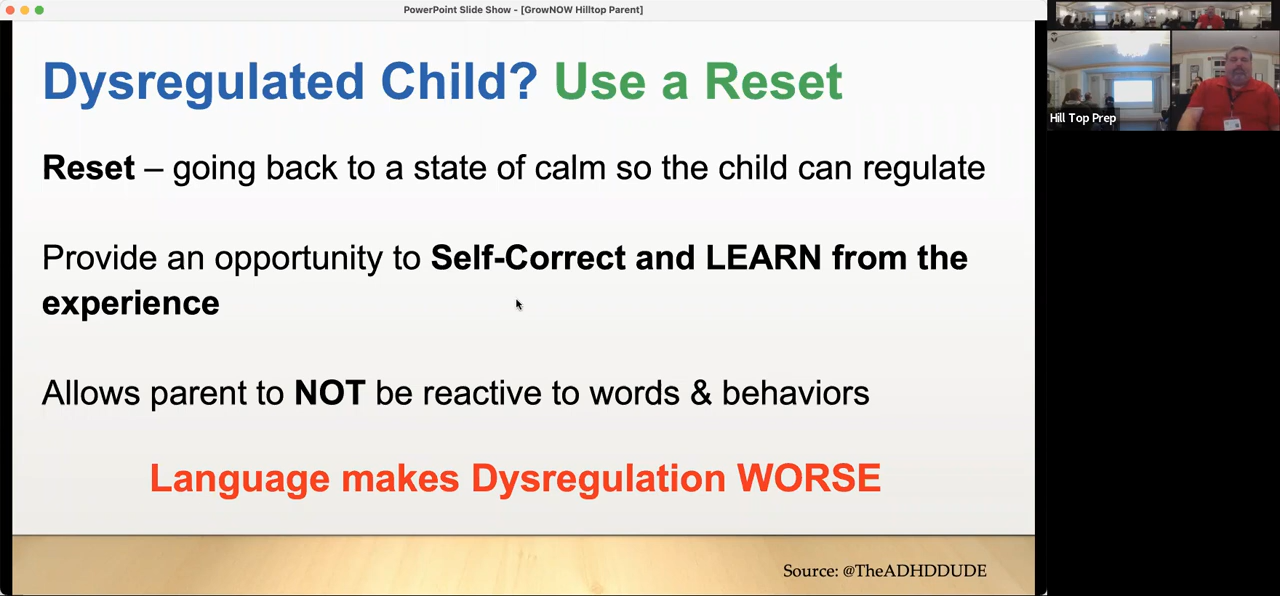 PowerPoint Slide Show - [GrowNOW Hilltop Parent]
Dysregulated Child? Use a Reset
Reset – going back to a state of calm so the child can regulate
Provide an opportunity to Self-Correct and LEARN from the
experience
Allows parent to NOT be reactive to words & behaviors
Language makes Dysregulation WORSE
Source: @TheADHDDUDE
Hill Top Prep